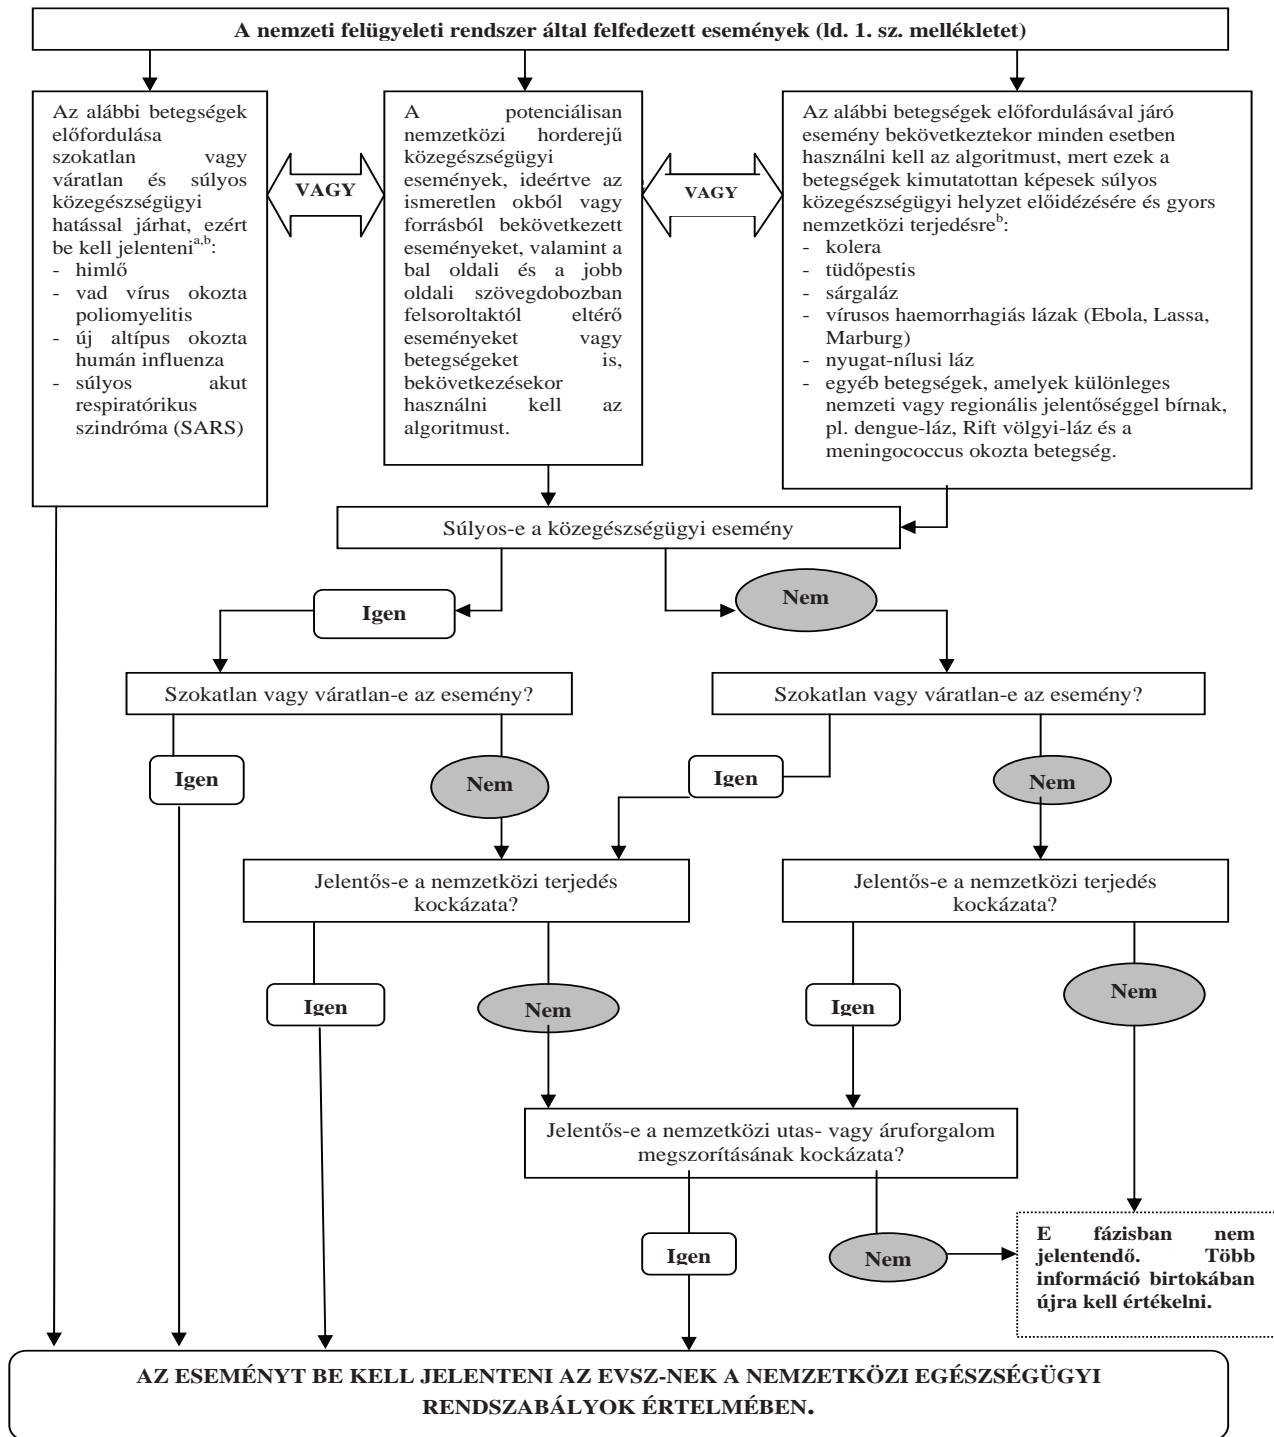 A nemzeti felügyeleti rendszer által felfedezett események (ld. 1. sz. mellékletet)
Az alábbi betegségek
előfordulása
szokatlan vagy
váratlan és súlyos
közegészségügyi
hatással járhat, ezért
be kell jelenteni a,b:
- himlő
- vad vírus okozta
poliomyelitis
- új altípus okozta
humán influenza
- súlyos akut
respiratórikus
szindróma (SARS)
VAGY
A potenciálisan
nemzetközi horderejű
közegészségügyi
események, ideértve az
ismeretlen okból vagy
forrásból bekövetkezett
eseményeket, valamint a
bal oldali és a jobb
oldali szövegdobozban
felsoroltaktól eltérő
eseményeket vagy
betegségeket is,
bekövetkezésekor
használni kell az
algoritmust.
VAGY
Az alábbi betegségek előfordulásával járó
esemény bekövetkeztekor minden esetben
használni kell az algoritmust, mert ezek a
betegségek kimutatottan képesek súlyos
közegészségügyi helyzet előidézésére és gyors
nemzetközi terjedésre b:
- kolera
- tüdőpestis
- sárgaláz
- vírusos haemorrhagiás lázak (Ebola, Lassa,
Marburg)
- nyugat-nílusi láz
- egyéb betegségek, amelyek különleges
nemzeti vagy regionális jelentőséggel bírnak,
pl. dengue-láz, Rift völgyi-láz és a
meningococcus okozta betegség.
Súlyos-e a közegészségügyi esemény
Igen
Nem
Szokatlan vagy váratlan-e az esemény?
Szokatlan vagy váratlan-e az esemény?
Igen
Nem
Igen
Nem
Jelentős-e a nemzetközi terjedés
kockázata?
Jelentős-e a nemzetközi terjedés
kockázata?
Igen
Nem
Igen
Nem
Jelentős-e a nemzetközi utas- vagy áruforgalom
megszorításának kockázata?
Igen
Nem
E fázisban nem
jelentendő. Több
információ birtokában
újra kell értékelni.
AZ ESEMÉNYT BE KELL JELENTENI AZ EVSZ-NEK A NEMZETKÖZI EGÉSZSÉGÜGYI
RENDSZABÁLYOK ÉRTELMÉBEN.